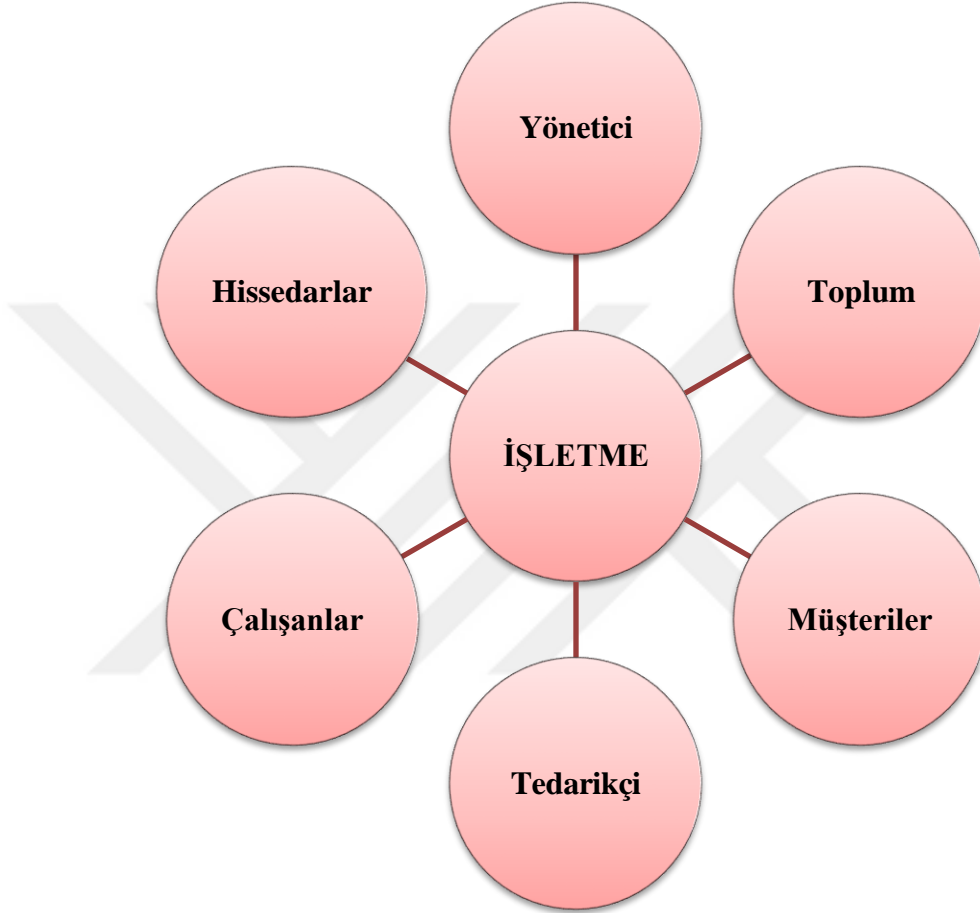 Yönetici
Hissedarlar
Toplum
İŞLETME
Çalışanlar
Müşteriler
Tedarikçi